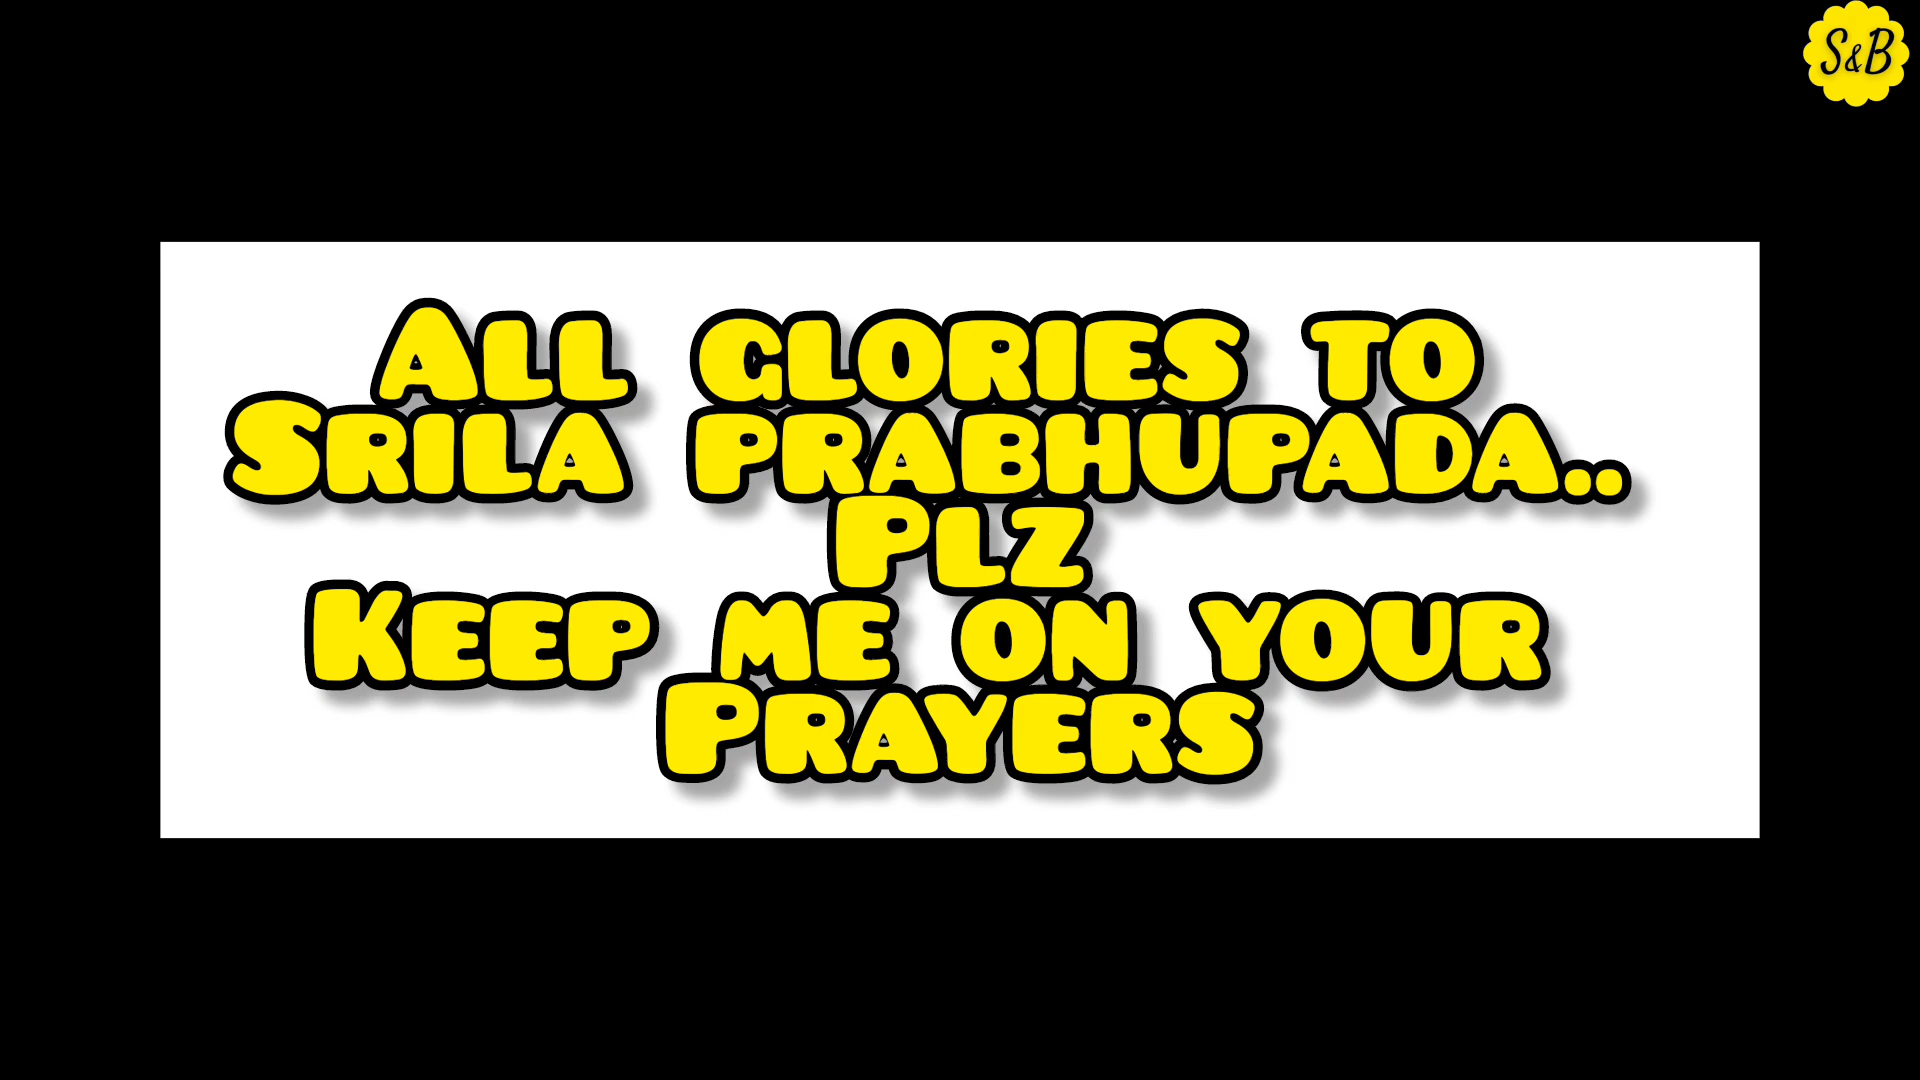 S&B
All glories to
Srila prabhupada..
Plz
Keep me on your
Prayers